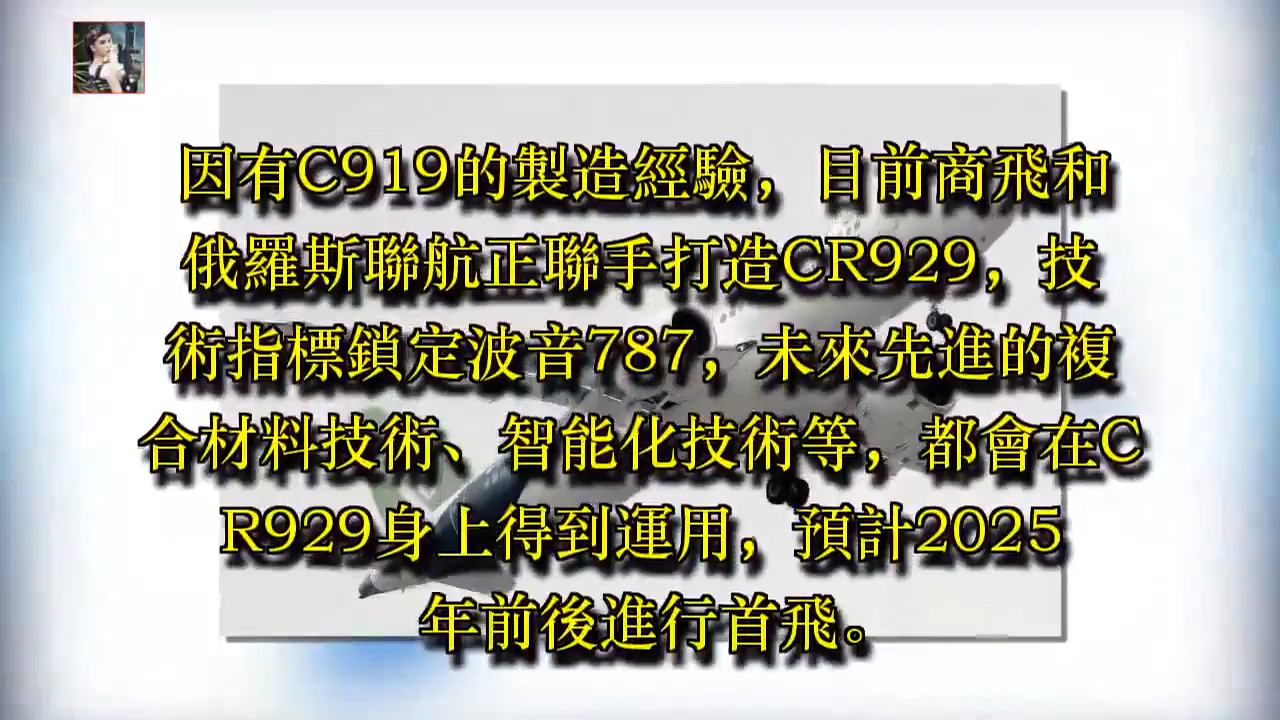 因有C919的製造經驗，目前商飛和
俄羅斯聯航正聯手打造CR929，技
術指標鎖定波音787，未來先進的複
合材料技術、智能化技術等，都會在C
R929身上得到運用，預計2025
年前後進行首飛。